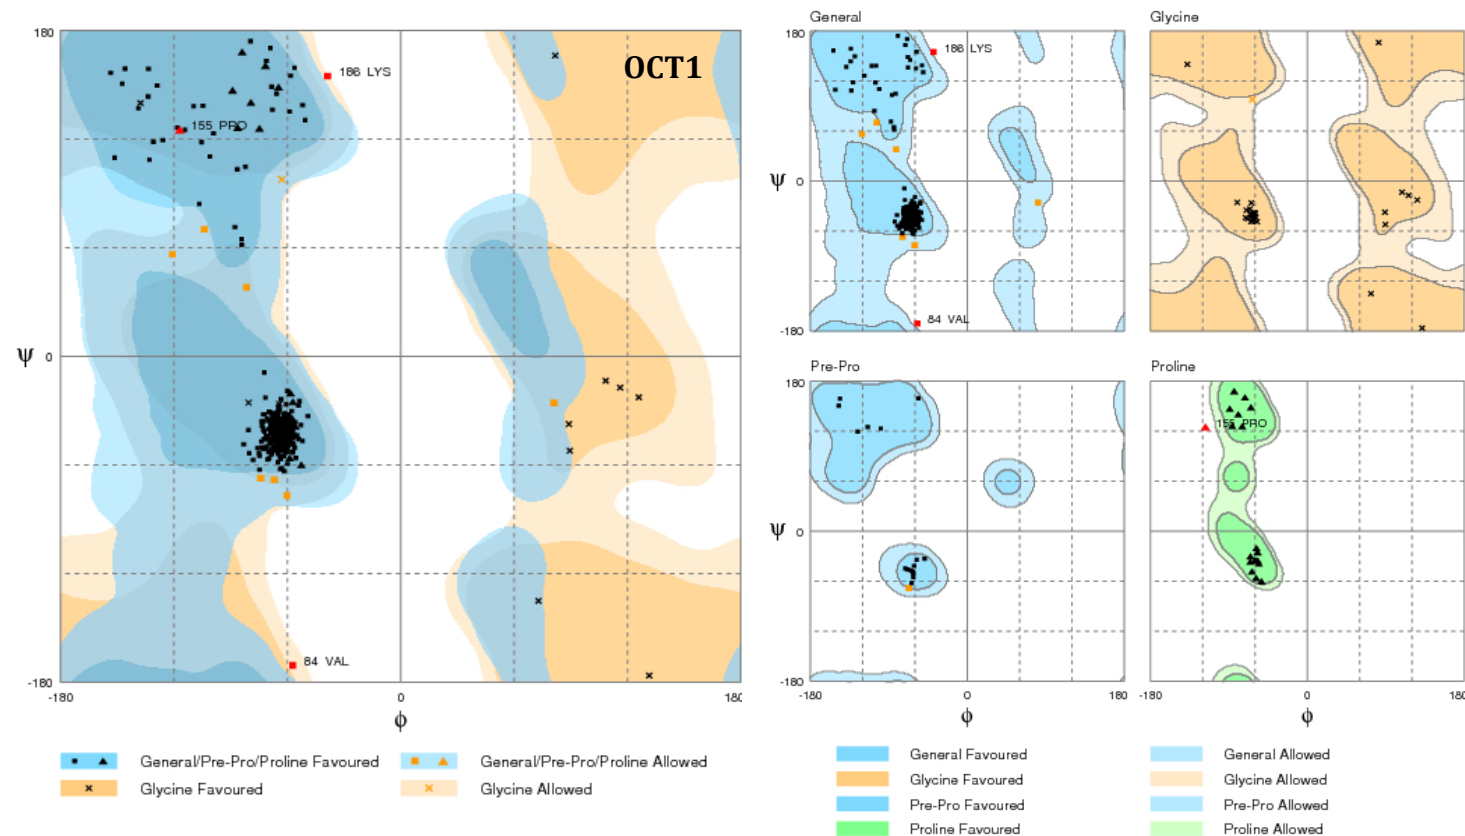 OCT1
180
186 LYS
155 PRO
ψ
0
84 VAL
-180
-180
0
180
ϕ
General/Pre-Pro/Proline Favoured
General/Pre-Pro/Proline Allowed
Glycine Favoured
Glycine Allowed
General
180
186 LYS
ψ
0
84 VAL
-180
Glycine
Pre-Pro
180
ψ
0
-180
-180
0
180
ϕ
Proline
155 PRO
-180
0
180
ϕ
General Favoured
General Allowed
Glycine Favoured
Glycine Allowed
Pre-Pro Favoured
Pre-Pro Allowed
Proline Favoured
Proline Allowed